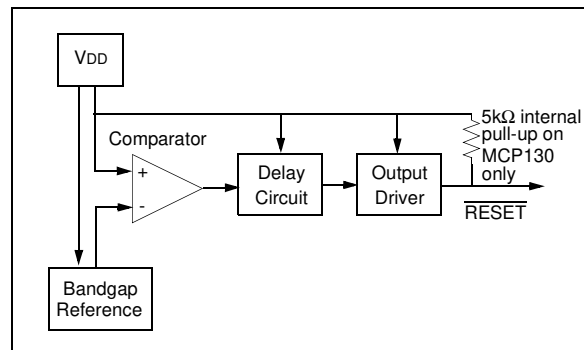 VDD
Comparator
5kΩ internal
pull-up on
MCP130
only
+
-
Delay
Circuit
Output
Driver
RESET
Bandgap
Reference